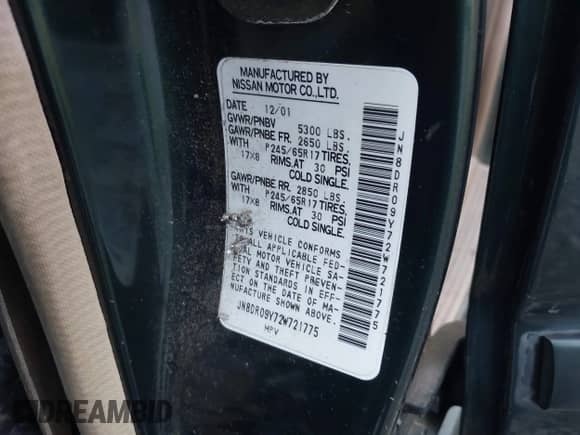 MANUFACTURED BY
NISSAN MOTOR CO.,LTD.
DATE 12/01
GVWR/PNBV 5300 LBS.
GAWR/PNBE FR. 2650 LBS.
WITH P245/65R17 TIRES,
17X8 RIMS,AT 30 PSI
COLD SINGLE.
GAWR/PNBE RR. 2850 LBS.
WITH P245/65R17 TIRES,
17X8 RIMS,AT 30 PSI
COLD SINGLE.
THIS VEHICLE CONFORMS
TO ALL APPLICABLE FED-
ERAL MOTOR VEHICLE SA-
FETY AND THEFT PREVEN-
TION STANDARDS IN EFF-
ECT ON THE DATE OF MA-
NUFACTURE SHOWN ABOVE.
JN8DR09Y72W721775
MPV
JN8DR09Y72W721775
DREAMBID